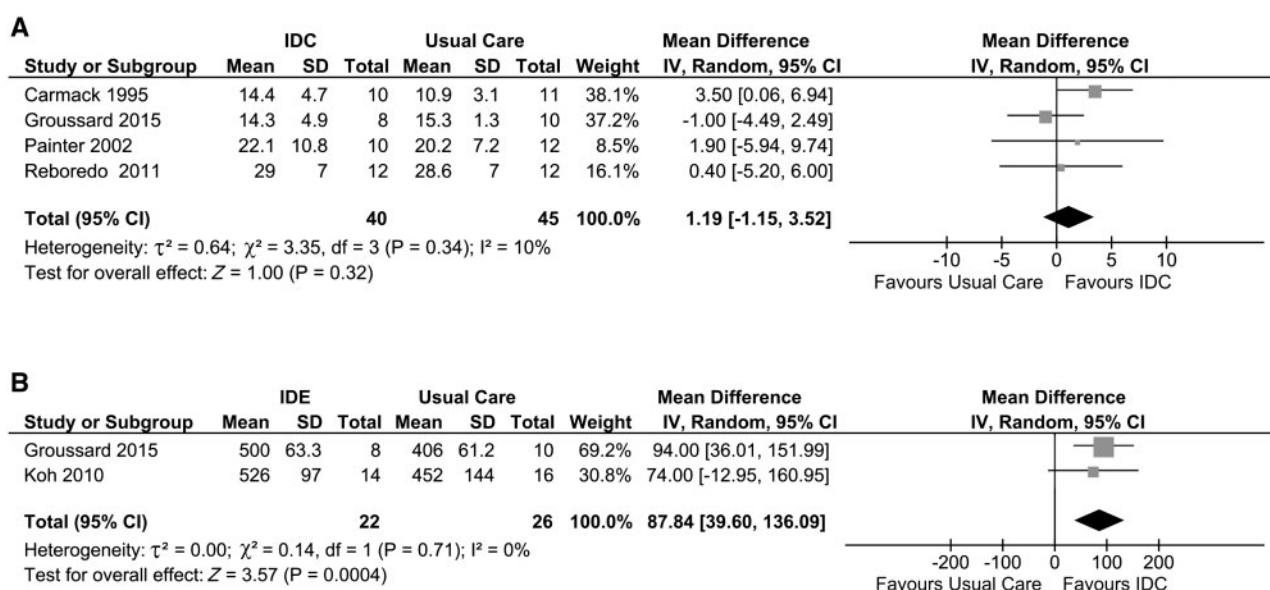 A
IDC Usual Care Mean Difference Mean Difference
Study or Subgroup Mean SD Total Mean SD Total Weight IV, Random, 95% CI IV, Random, 95% CI
Carmack 1995 14.4 4.7 10 10.9 3.1 11 38.1% 3.50 [0.06, 6.94]
Groussard 2015 14.3 4.9 8 15.3 1.3 10 37.2% -1.00 [-4.49, 2.49]
Painter 2002 22.1 10.8 10 20.2 7.2 12 8.5% 1.90 [-5.94, 9.74]
Reboredo 2011 29 7 12 28.6 7 12 16.1% 0.40 [-5.20, 6.00]
Total (95% CI) 40 45 100.0% 1.19 [-1.15, 3.52]
Heterogeneity: τ² = 0.64; χ² = 3.35, df = 3 (P = 0.34); I² = 10%
Test for overall effect: Z = 1.00 (P = 0.32)
-10 -5 0 5 10
Favours Usual Care Favours IDC
B
IDE Usual Care Mean Difference Mean Difference
Study or Subgroup Mean SD Total Mean SD Total Weight IV, Random, 95% CI IV, Random, 95% CI
Groussard 2015 500 63.3 8 406 61.2 10 69.2% 94.00 [36.01, 151.99]
Koh 2010 526 97 14 452 144 16 30.8% 74.00 [-12.95, 160.95]
Total (95% CI) 22 26 100.0% 87.84 [39.60, 136.09]
Heterogeneity: τ² = 0.00; χ² = 0.14, df = 1 (P = 0.71); I² = 0%
Test for overall effect: Z = 3.57 (P = 0.0004)
-200 -100 0 100 200
Favours Usual Care Favours IDC